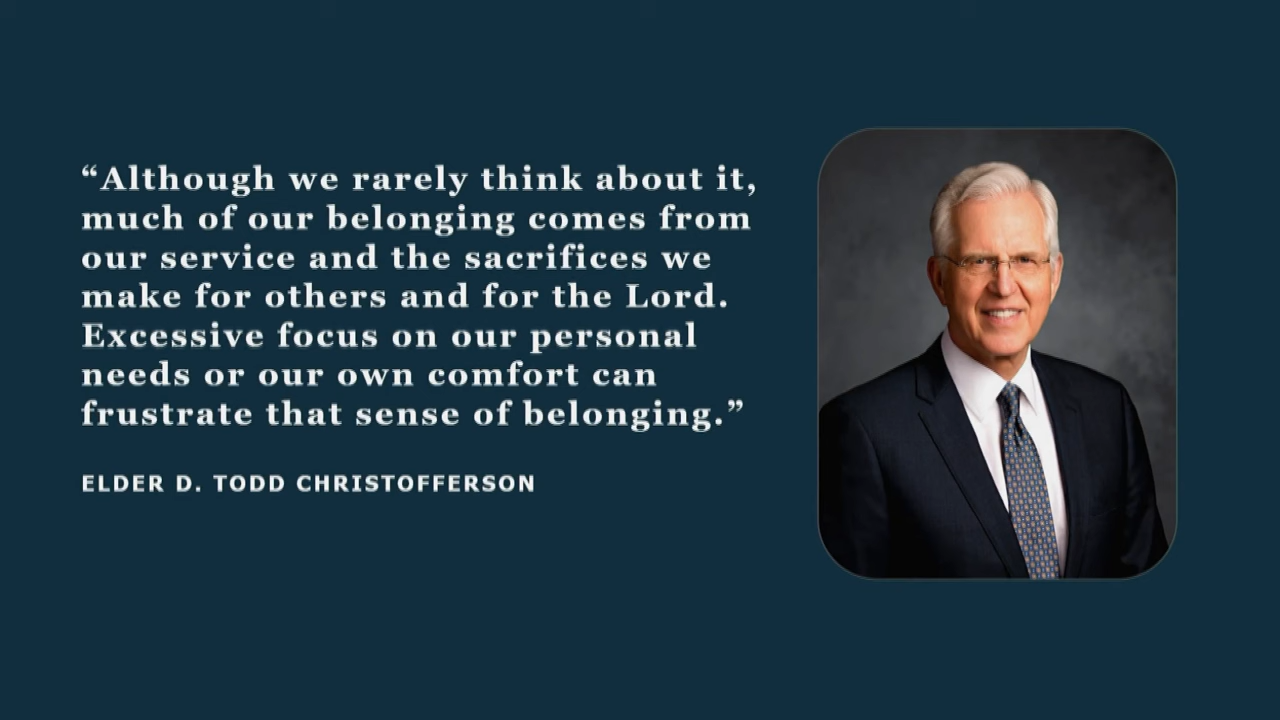 “Although we rarely think about it,
much of our belonging comes from
our service and the sacrifices we
make for others and for the Lord.
Excessive focus on our personal
needs or our own comfort can
frustrate that sense of belonging.”
ELDER D. TODD CHRISTOFFERSON